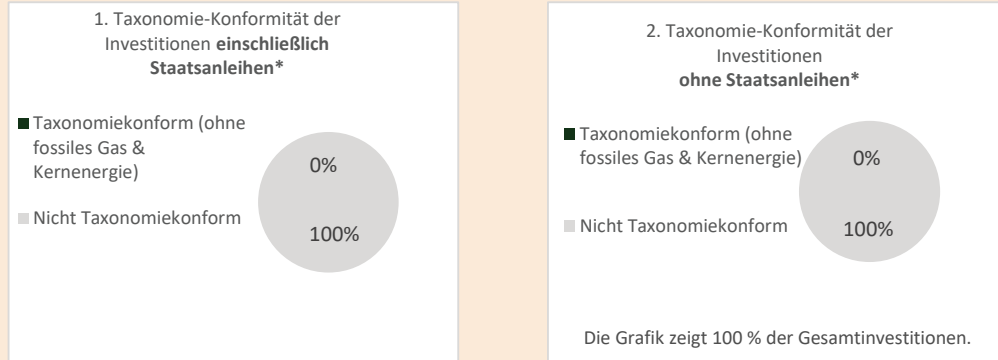 1. Taxonomie-Konformität der
Investitionen einschließlich
Staatsanleihen*
Taxonomiekonform (ohne
fossiles Gas &
Kernenergie)
Nicht Taxonomiekonform
0%
100%
2. Taxonomie-Konformität der
Investitionen
ohne Staatsanleihen*
Taxonomiekonform (ohne
fossiles Gas & Kernenergie)
Nicht Taxonomiekonform
0%
100%
Die Grafik zeigt 100 % der Gesamtinvestitionen.